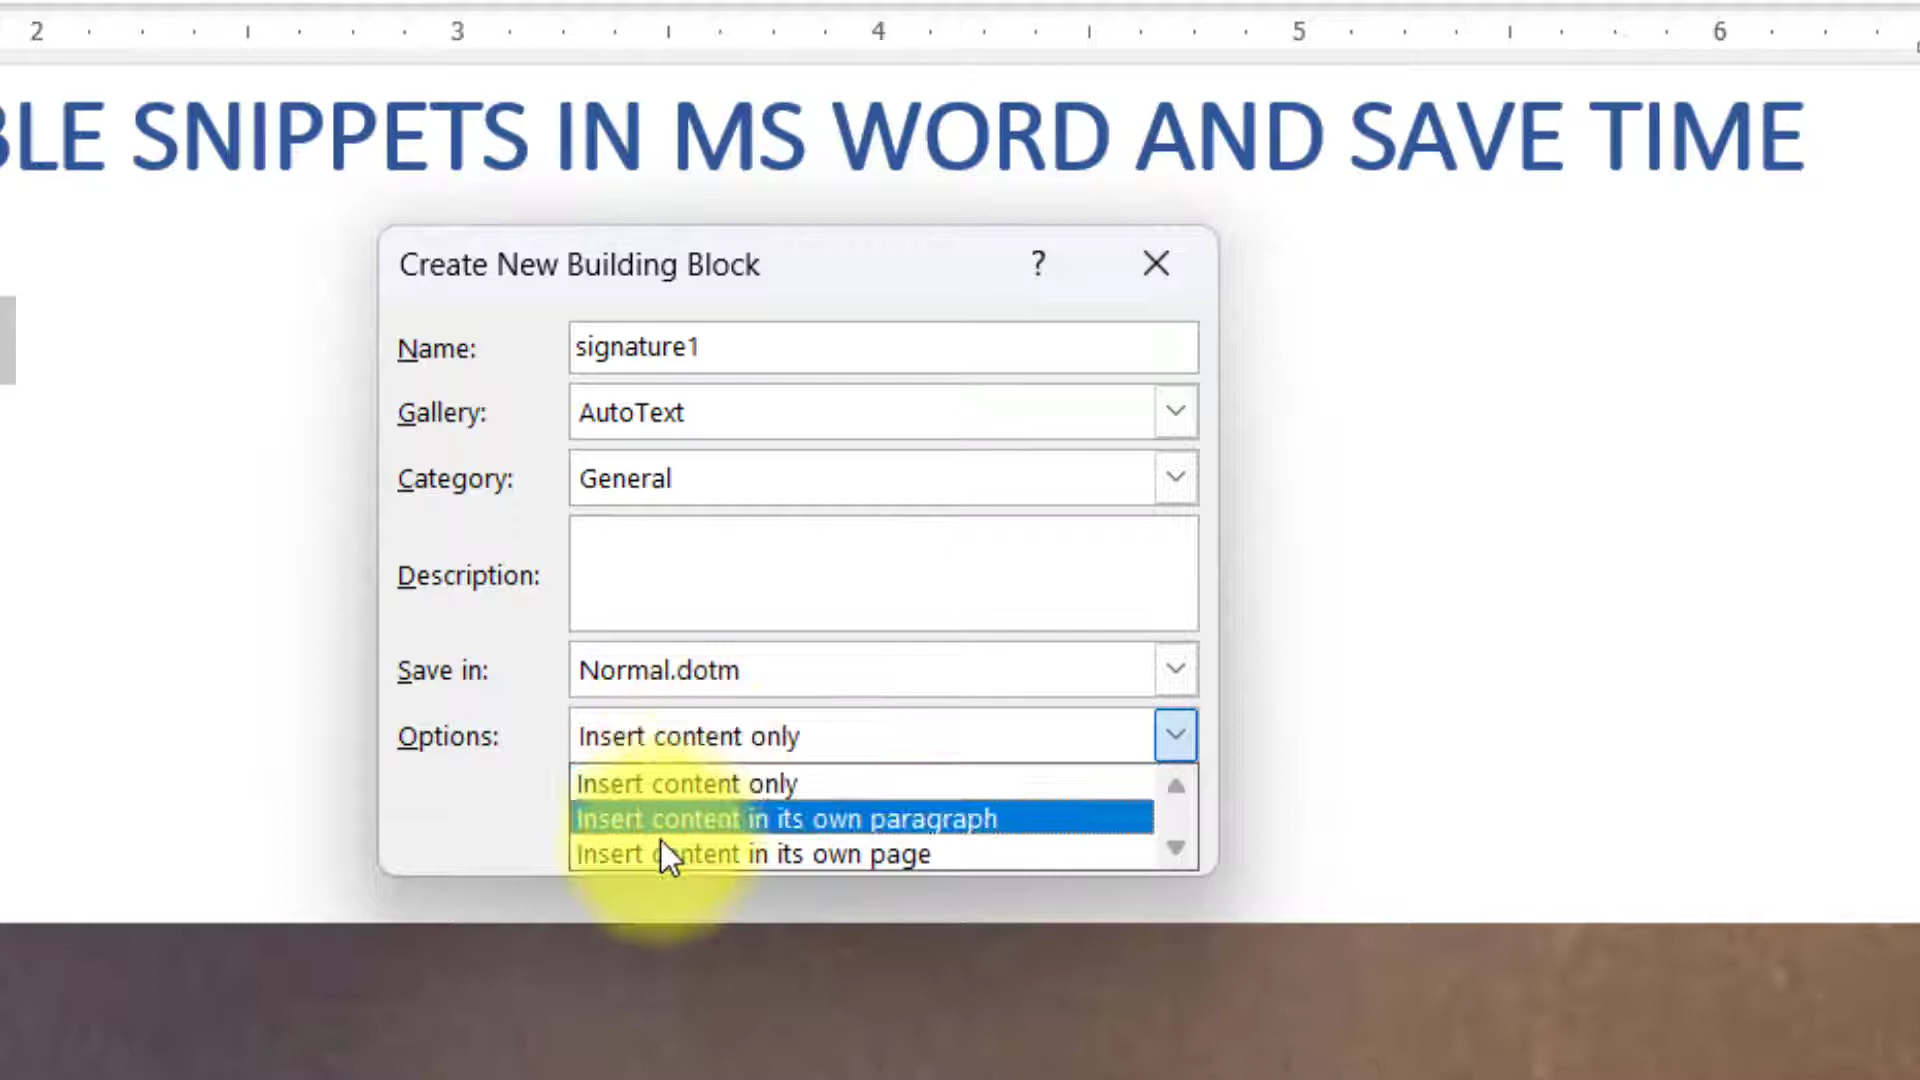 2 3 4 5 6
BLE SNIPPETS IN MS WORD AND SAVE TIME
Create New Building Block ?
Name: signature1
Gallery: AutoText
Category: General
Description:
Save in: Normal.dotm
Options: Insert content only
Insert content only
Insert content in its own paragraph
Insert content in its own page